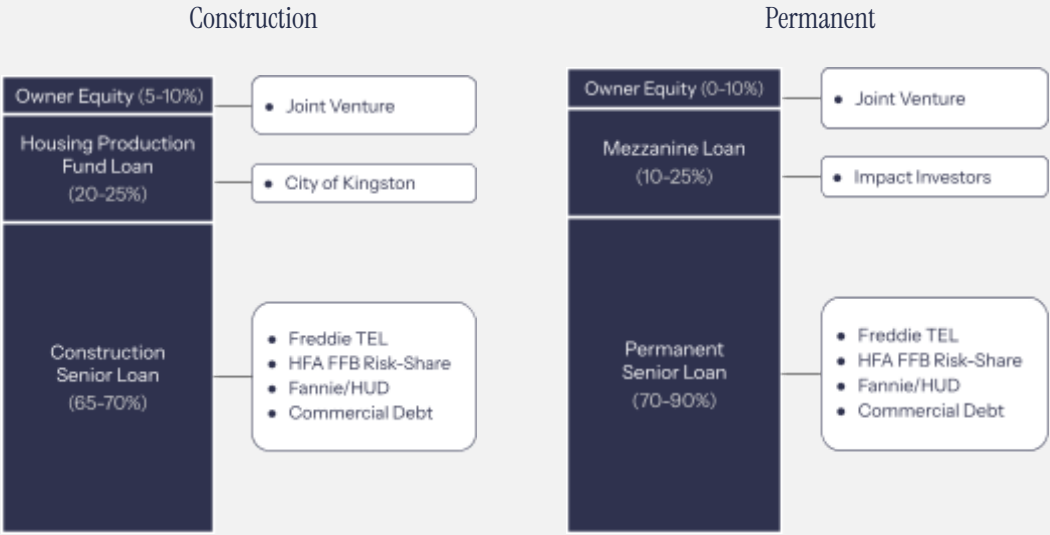 Construction
Owner Equity (5-10%)
• Joint Venture
Housing Production
Fund Loan
(20-25%)
• City of Kingston
Construction
Senior Loan
(65-70%)
• Freddie TEL
• HFA FFB Risk-Share
• Fannie/HUD
• Commercial Debt
Permanent
Owner Equity (0-10%)
• Joint Venture
Mezzanine Loan
(10-25%)
• Impact Investors
Permanent
Senior Loan
(70-90%)
• Freddie TEL
• HFA FFB Risk-Share
• Fannie/HUD
• Commercial Debt